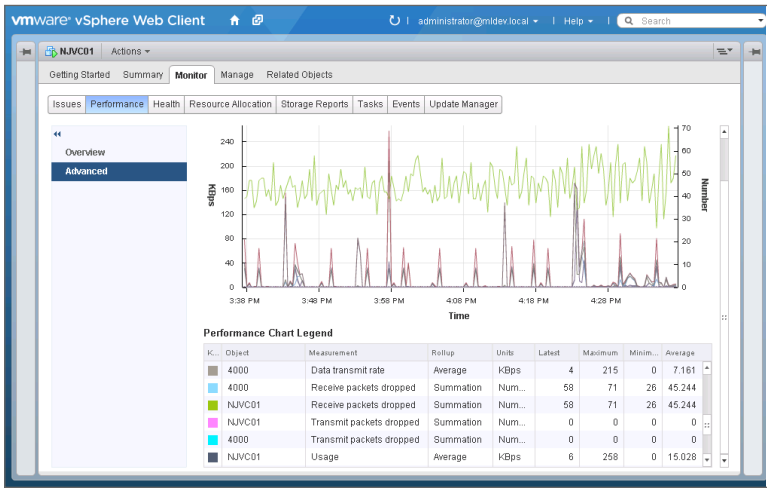 vmware® vSphere Web Client
administrator@mldev.local
Help
Search
NJVC01
Actions
Getting Started Summary Monitor Manage Related Objects
Issues Performance Health Resource Allocation Storage Reports Tasks Events Update Manager
Overview
Advanced
KBps
240
200
160
120
80
40
0
70
60
50
40
30
20
10
0
Number
3:38 PM 3:48 PM 3:58 PM 4:08 PM 4:18 PM 4:28 PM
Time
Performance Chart Legend
K... Object Measurement Rollup Units Latest Maximum Minim... Average
4000 Data transmit rate Average KBps 4 215 0 7.161
4000 Receive packets dropped Summation Num... 58 71 26 45.244
NJVC01 Receive packets dropped Summation Num... 58 71 26 45.244
NJVC01 Transmit packets dropped Summation Num... 0 0 0 0
4000 Transmit packets dropped Summation Num... 0 0 0 0
NJVC01 Usage Average KBps 6 258 0 15.028